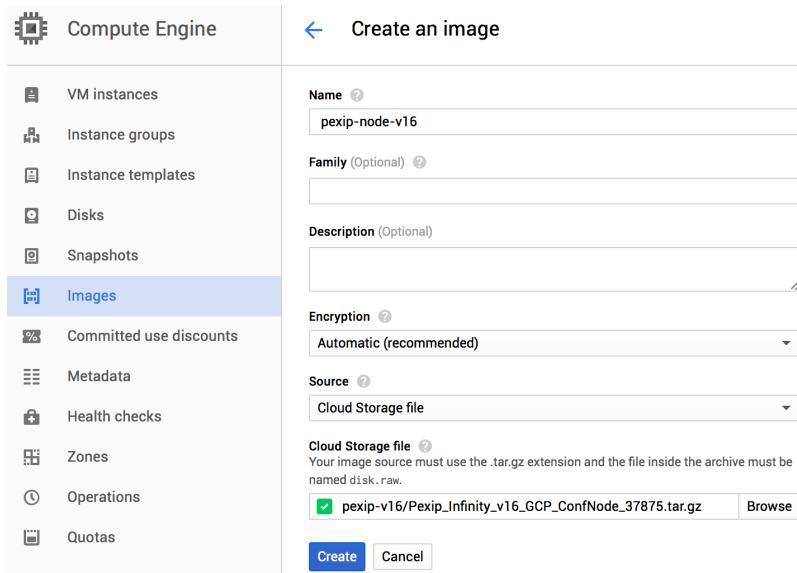 Compute Engine
Create an image
VM instances
Instance groups
Instance templates
Disks
Snapshots
Images
Committed use discounts
Metadata
Health checks
Zones
Operations
Quotas
Name ?
pexip-node-v16
Family (Optional) ?
Description (Optional)
Encryption ?
Automatic (recommended)
Source ?
Cloud Storage file
Cloud Storage file ?
Your image source must use the .tar.gz extension and the file inside the archive must be
named disk.raw.
pexip-v16/Pexip_Infinity_v16_GCP_ConfNode_37875.tar.gz Browse
Create Cancel